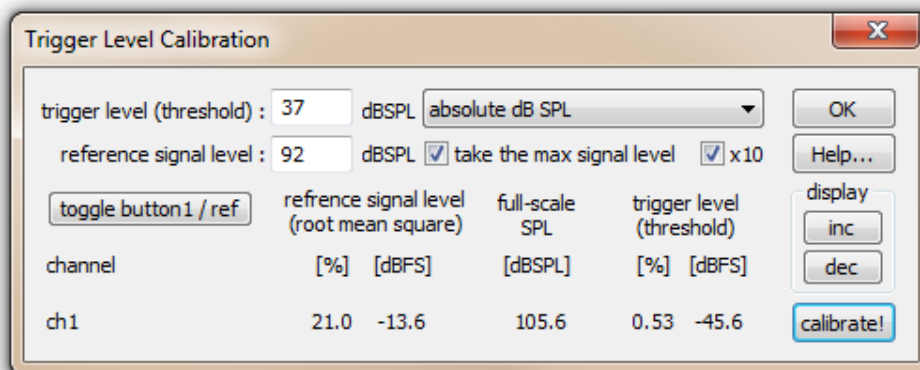 Trigger Level Calibration
trigger level (threshold) : 37 dBSPL absolute dB SPL OK
reference signal level : 92 dBSPL take the max signal level x10 Help...
toggle button1 / ref refrence signal level full-scale trigger level display
(root mean square) SPL (threshold) inc
channel [%] [dBFS] [dBSPL] [%] [dBFS] dec
ch1 21.0 -13.6 105.6 0.53 -45.6 calibrate!